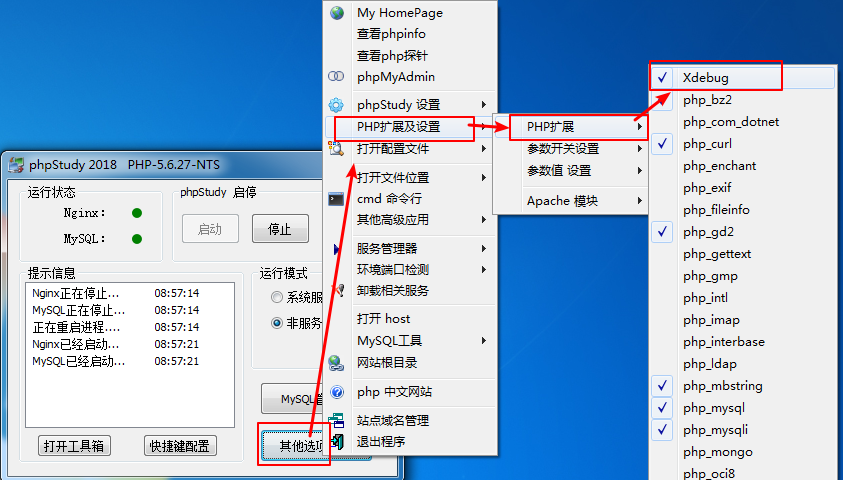 phpStudy 2018 PHP-5.6.27-NTS
运行状态
Nginx:
MySQL:
phpStudy 启停
启动
停止
提示信息
Nginx正在停止... 08:57:14
MySQL正在停止... 08:57:14
正在重启进程.... 08:57:14
Nginx已经启动... 08:57:21
MySQL已经启动... 08:57:21
打开工具箱
快捷键配置
运行模式
系统服
非服务
MySQL
其他选项
My HomePage
查看phpinfo
查看php探针
phpMyAdmin
phpStudy 设置
PHP扩展及设置
打开配置文件
打开文件位置
cmd 命令行
其他高级应用
服务管理器
环境端口检测
卸载相关服务
打开 host
MySQL工具
网站根目录
php 中文网站
站点域名管理
退出程序
PHP扩展
参数开关设置
参数值 设置
Apache 模块
Xdebug
php_bz2
php_com_dotnet
php_curl
php_enchant
php_exif
php_fileinfo
php_gd2
php_gettext
php_gmp
php_intl
php_imap
php_interbase
php_ldap
php_mbstring
php_mysql
php_mysqli
php_mongo
php_oci8